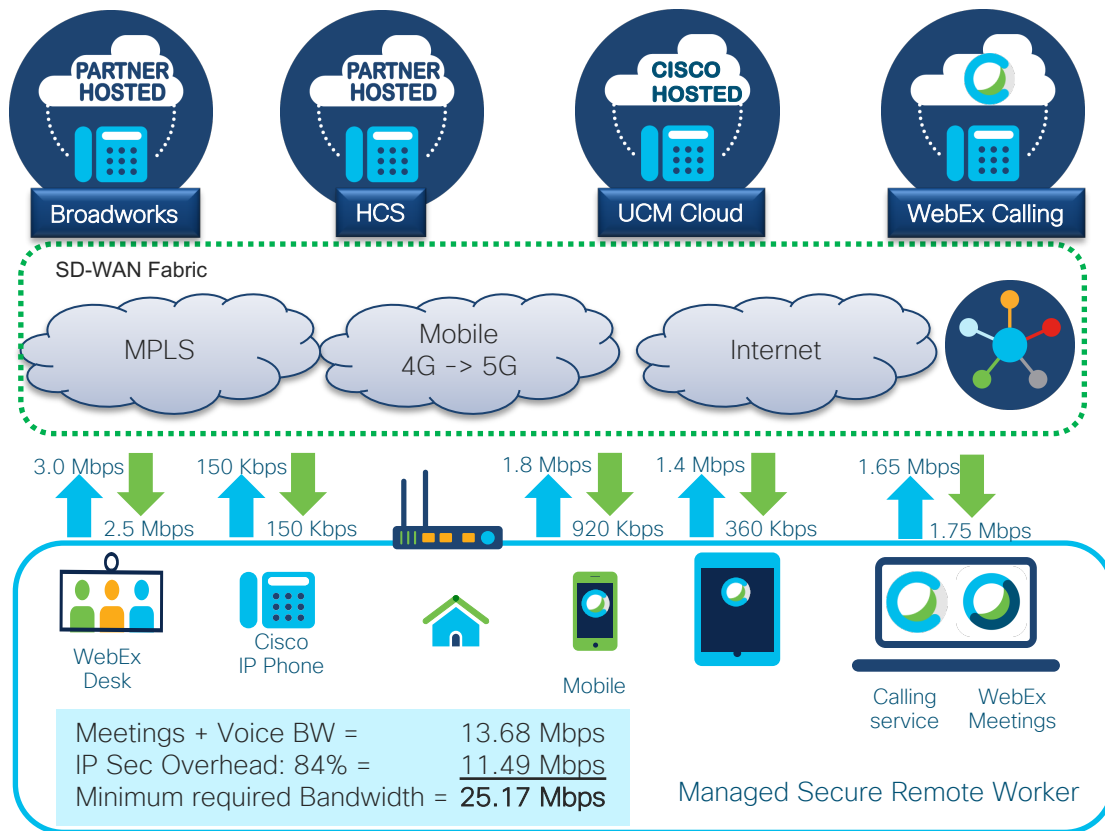 PARTNER
HOSTED
Broadworks
PARTNER
HOSTED
HCS
CISCO
HOSTED
UCM Cloud
WebEx Calling
SD-WAN Fabric
MPLS
Mobile
4G -> 5G
Internet
3.0 Mbps
2.5 Mbps
150 Kbps
150 Kbps
1.8 Mbps
920 Kbps
1.4 Mbps
360 Kbps
1.65 Mbps
1.75 Mbps
WebEx
Desk
Cisco
IP Phone
Mobile
Calling
service
WebEx
Meetings
Meetings + Voice BW = 13.68 Mbps
IP Sec Overhead: 84% = 11.49 Mbps
Minimum required Bandwidth = 25.17 Mbps
Managed Secure Remote Worker